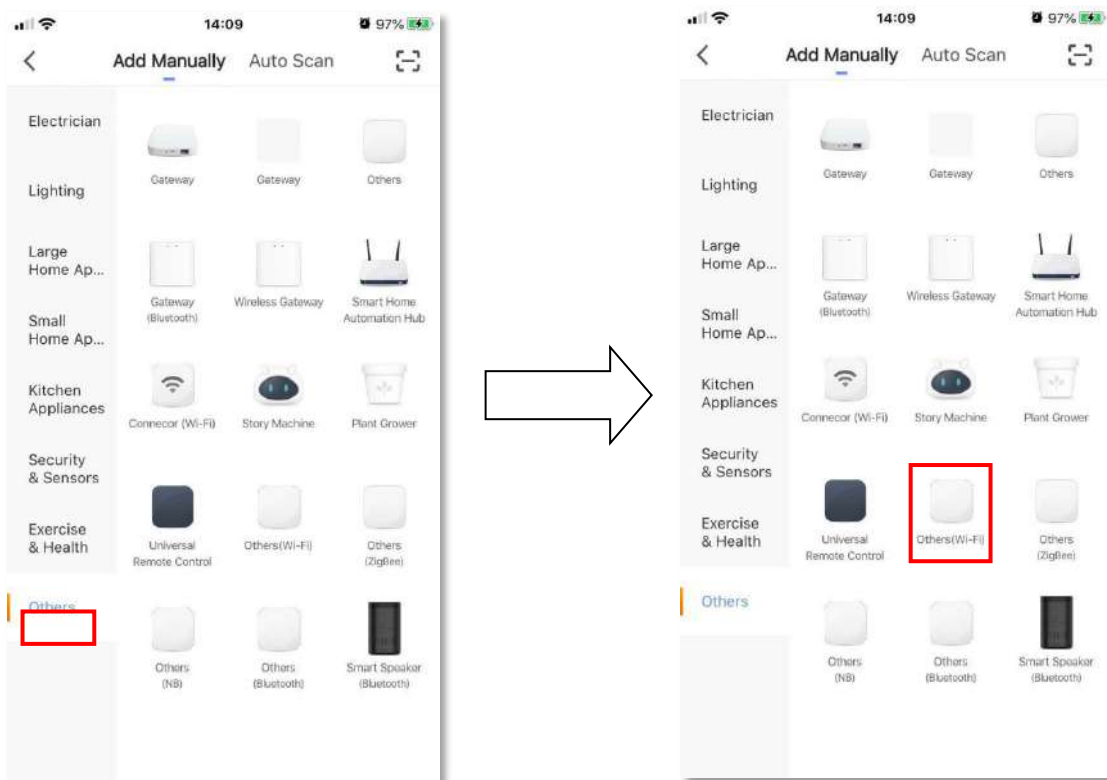 14:09
97%
Add Manually Auto Scan
Electrician
Lighting
Large
Home Ap...
Small
Home Ap...
Kitchen
Appliances
Security
& Sensors
Exercise
& Health
Others
Gateway
Gateway
Others
Gateway
(Bluetooth)
Wireless Gateway
Smart Home
Automation Hub
Connecor (Wi-Fi)
Story Machine
Plant Grower
Universal
Remote Control
Others(Wi-Fi)
Others
(ZigBee)
Others
(NB)
Others
(Bluetooth)
Smart Speaker
(Bluetooth)
14:09
97%
Add Manually Auto Scan
Electrician
Lighting
Large
Home Ap...
Small
Home Ap...
Kitchen
Appliances
Security
& Sensors
Exercise
& Health
Others
Gateway
Gateway
Others
Gateway
(Bluetooth)
Wireless Gateway
Smart Home
Automation Hub
Connecor (Wi-Fi)
Story Machine
Plant Grower
Universal
Remote Control
Others(Wi-Fi)
Others
(ZigBee)
Others
(NB)
Others
(Bluetooth)
Smart Speaker
(Bluetooth)